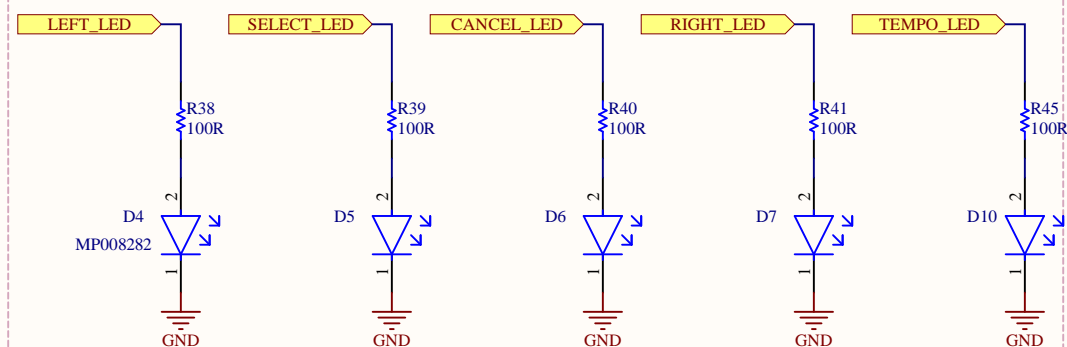 LEFT_LED
SELECT_LED
CANCEL_LED
RIGHT_LED
TEMPO_LED
R38
100R
R39
100R
R40
100R
R41
100R
R45
100R
2
2
2
2
2
D4
MP008282
D5
D6
D7
D10
1
1
1
1
1
GND
GND
GND
GND
GND